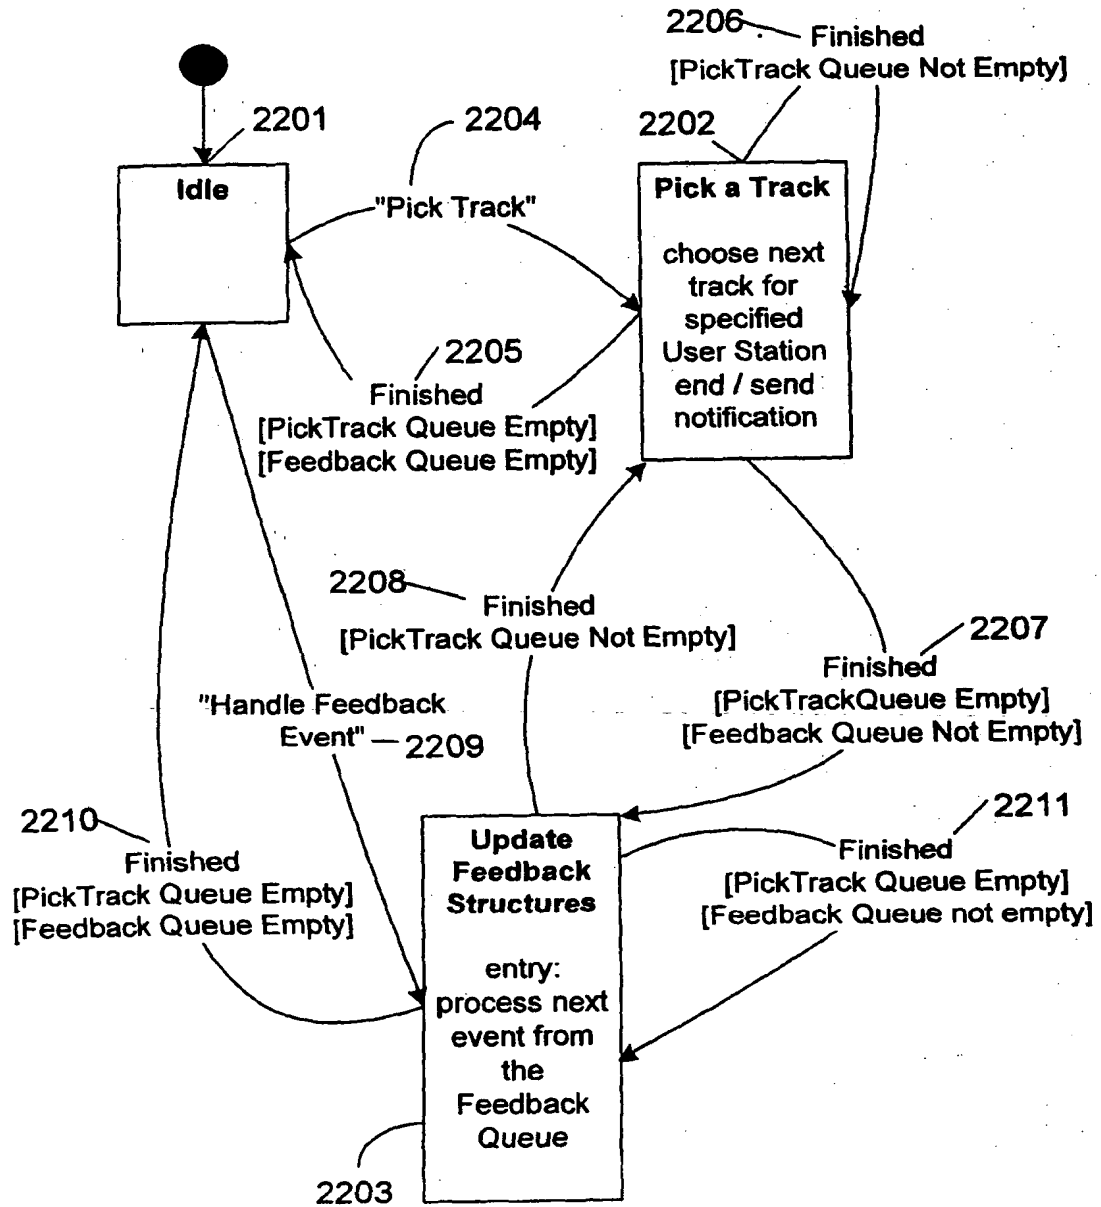 2206
Finished
[PickTrack Queue Not Empty]
2201
2204
2202
Idle
"Pick Track"
Pick a Track
choose next
track for
specified
User Station
end / send
notification
2205
Finished
[PickTrack Queue Empty]
[Feedback Queue Empty]
2208
Finished
[PickTrack Queue Not Empty]
2207
Finished
[PickTrackQueue Empty]
[Feedback Queue Not Empty]
"Handle Feedback
Event"
2209
2210
Finished
[PickTrack Queue Empty]
[Feedback Queue Empty]
2211
Finished
[PickTrack Queue Empty]
[Feedback Queue not empty]
Update
Feedback
Structures
entry:
process next
event from
the
Feedback
Queue
2203